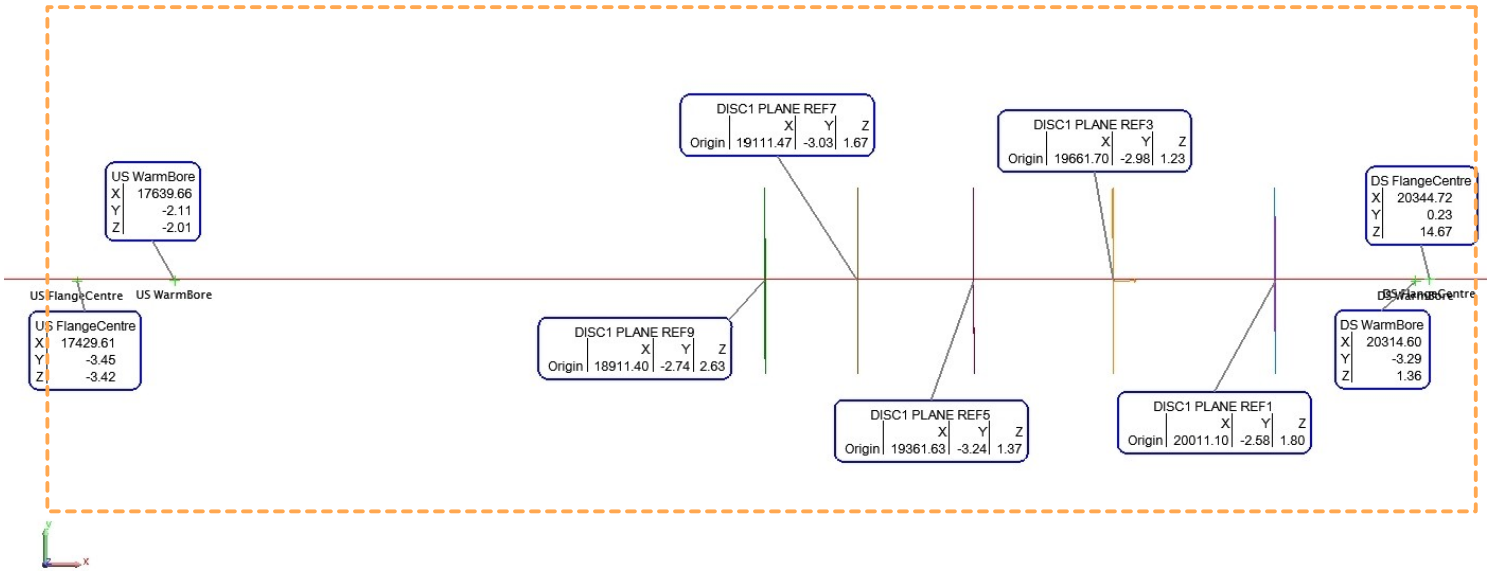 DISC1 PLANE REF7
X Y Z
Origin 19111.47 -3.03 1.67
DISC1 PLANE REF3
X Y Z
Origin 19661.70 -2.98 1.23
US WarmBore
X 17639.66
Y -2.11
Z -2.01
DS FlangeCentre
X 20344.72
Y 0.23
Z 14.67
US FlangeCentre
US WarmBore
DS WarmBore
DS FlangeCentre
US FlangeCentre
X 17429.61
Y -3.45
Z -3.42
DISC1 PLANE REF9
X Y Z
Origin 18911.40 -2.74 2.63
DS WarmBore
X 20314.60
Y -3.29
Z 1.36
DISC1 PLANE REF5
X Y Z
Origin 19361.63 -3.24 1.37
DISC1 PLANE REF1
X Y Z
Origin 20011.10 -2.58 1.80
Y
Z X